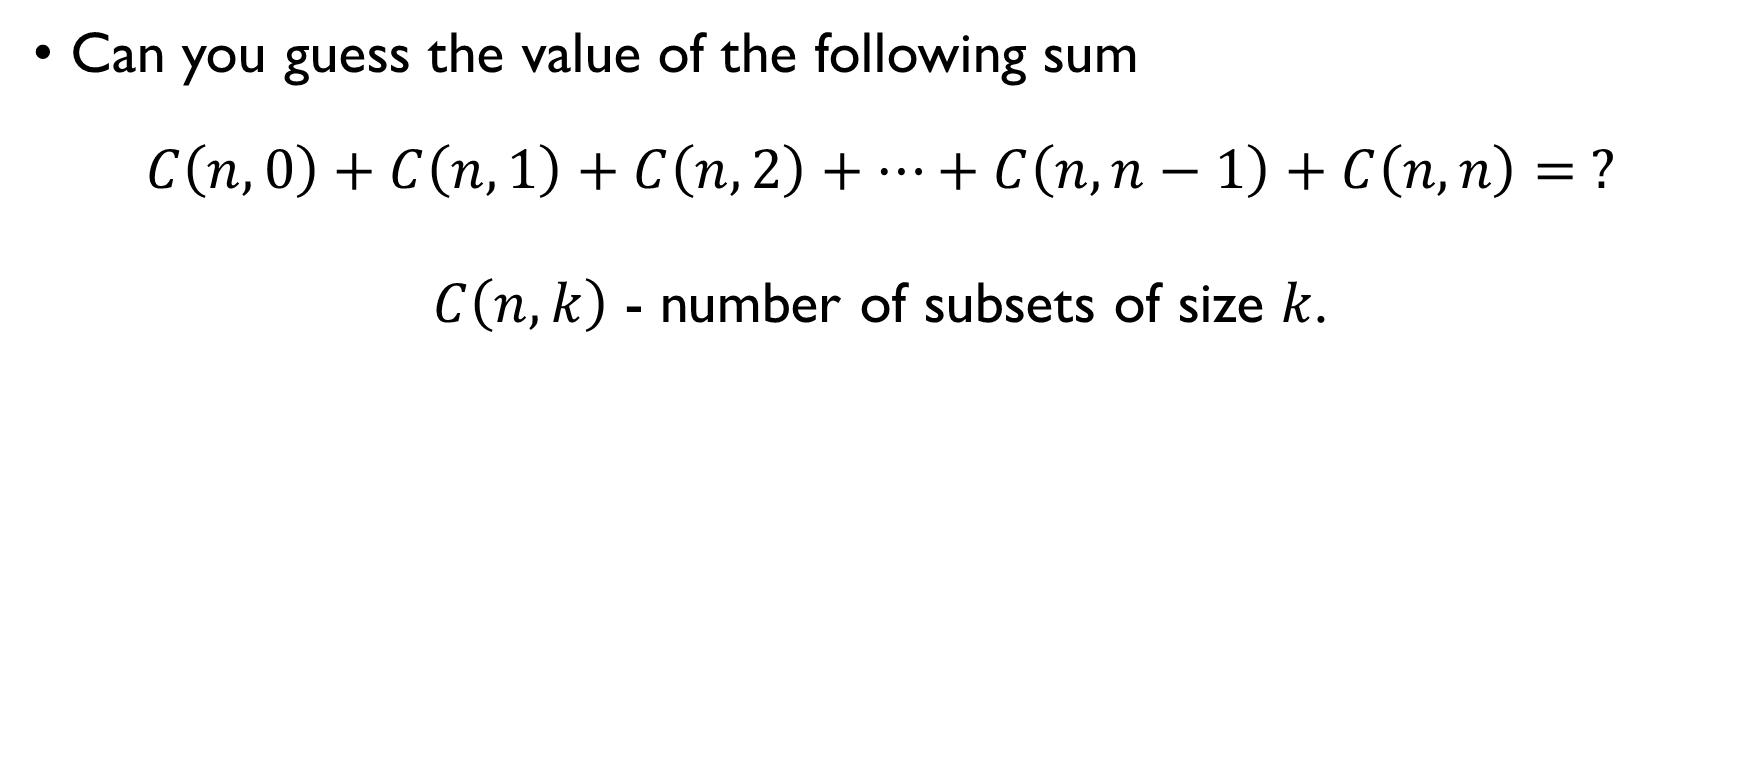 • Can you guess the value of the following sum
C(n, 0) + C(n, 1) + C(n, 2) + ⋯ + C(n, n − 1) + C(n, n) = ?
C(n, k) - number of subsets of size k.